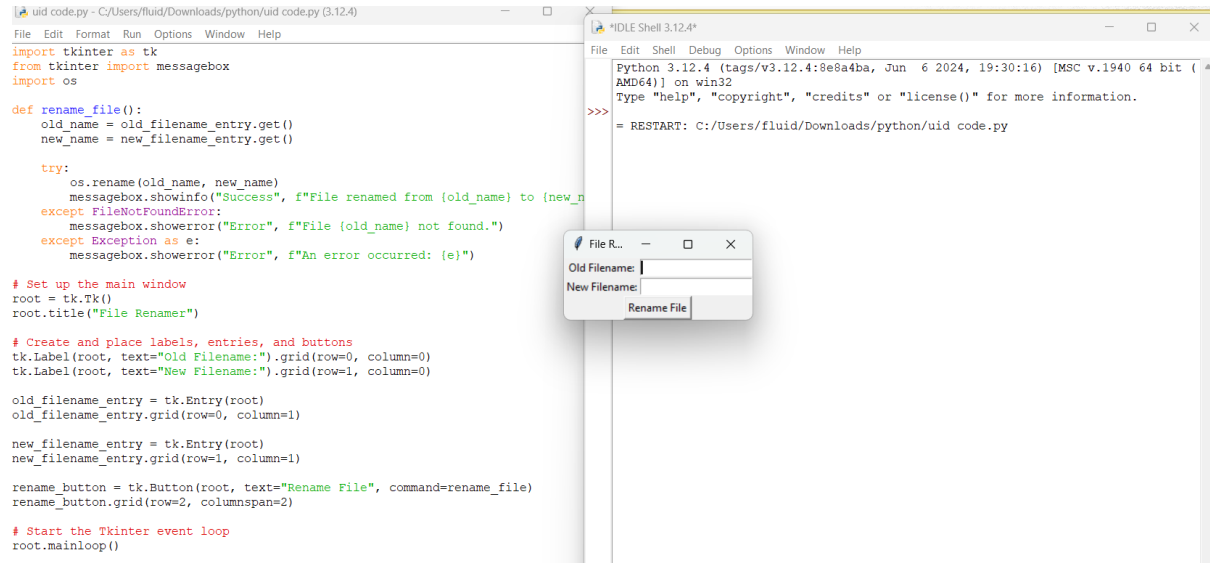 uid code.py - C:/Users/fluid/Downloads/python/uid code.py (3.12.4)
File Edit Format Run Options Window Help
import tkinter as tk
from tkinter import messagebox
import os
def rename_file():
old_name = old_filename_entry.get()
new_name = new_filename_entry.get()
try:
os.rename(old_name, new_name)
messagebox.showinfo("Success", f"File renamed from {old_name} to {new_n
except FileNotFoundError:
messagebox.showerror("Error", f"File {old_name} not found.")
except Exception as e:
messagebox.showerror("Error", f"An error occurred: {e}")
# Set up the main window
root = tk.Tk()
root.title("File Renamer")
# Create and place labels, entries, and buttons
tk.Label(root, text="Old Filename:").grid(row=0, column=0)
tk.Label(root, text="New Filename:").grid(row=1, column=0)
old_filename_entry = tk.Entry(root)
old_filename_entry.grid(row=0, column=1)
new_filename_entry = tk.Entry(root)
new_filename_entry.grid(row=1, column=1)
rename_button = tk.Button(root, text="Rename File", command=rename_file)
rename_button.grid(row=2, columnspan=2)
# Start the Tkinter event loop
root.mainloop()
*IDLE Shell 3.12.4*
File Edit Shell Debug Options Window Help
Python 3.12.4 (tags/v3.12.4:8e8a4ba, Jun 6 2024, 19:30:16) [MSC v.1940 64 bit (
AMD64)] on win32
Type "help", "copyright", "credits" or "license()" for more information.
>>>
= RESTART: C:/Users/fluid/Downloads/python/uid code.py
File R...
Old Filename:
New Filename:
Rename File